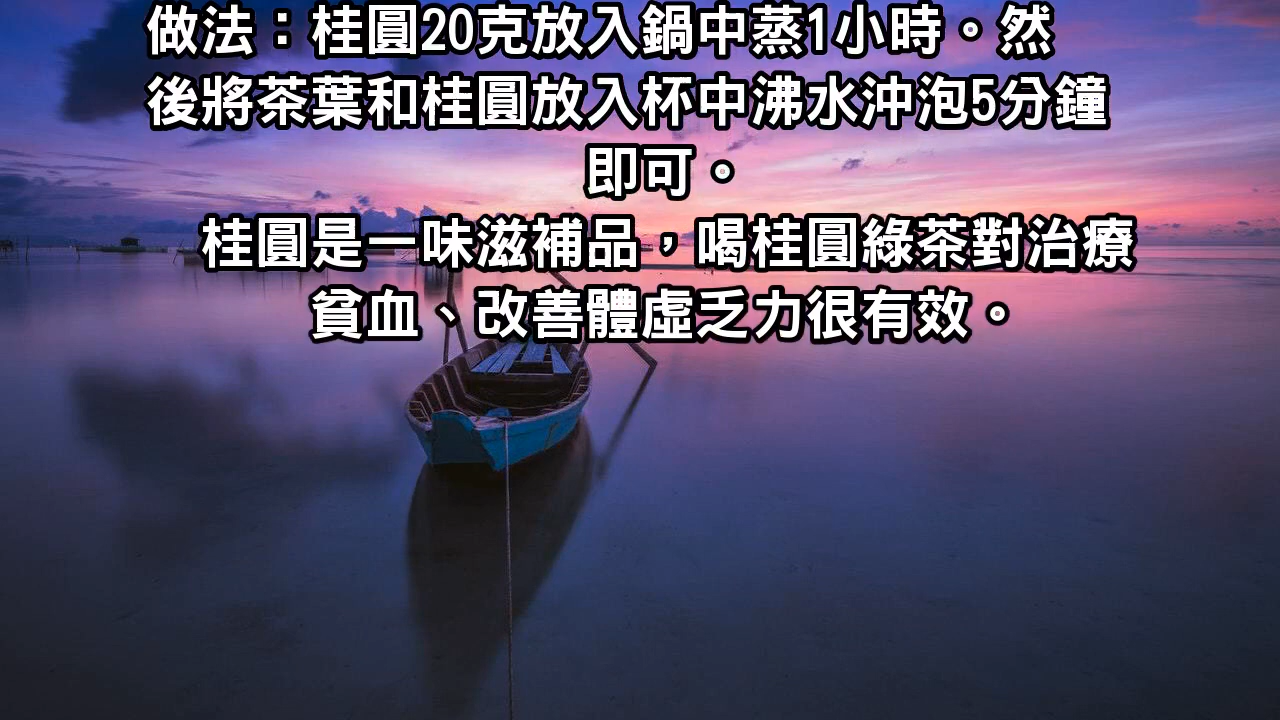 做法：桂圓20克放入鍋中蒸1小時。然
後將茶葉和桂圓放入杯中沸水沖泡5分鐘
即可。
桂圓是一味滋補品，喝桂圓綠茶對治療
貧血、改善體虛乏力很有效。